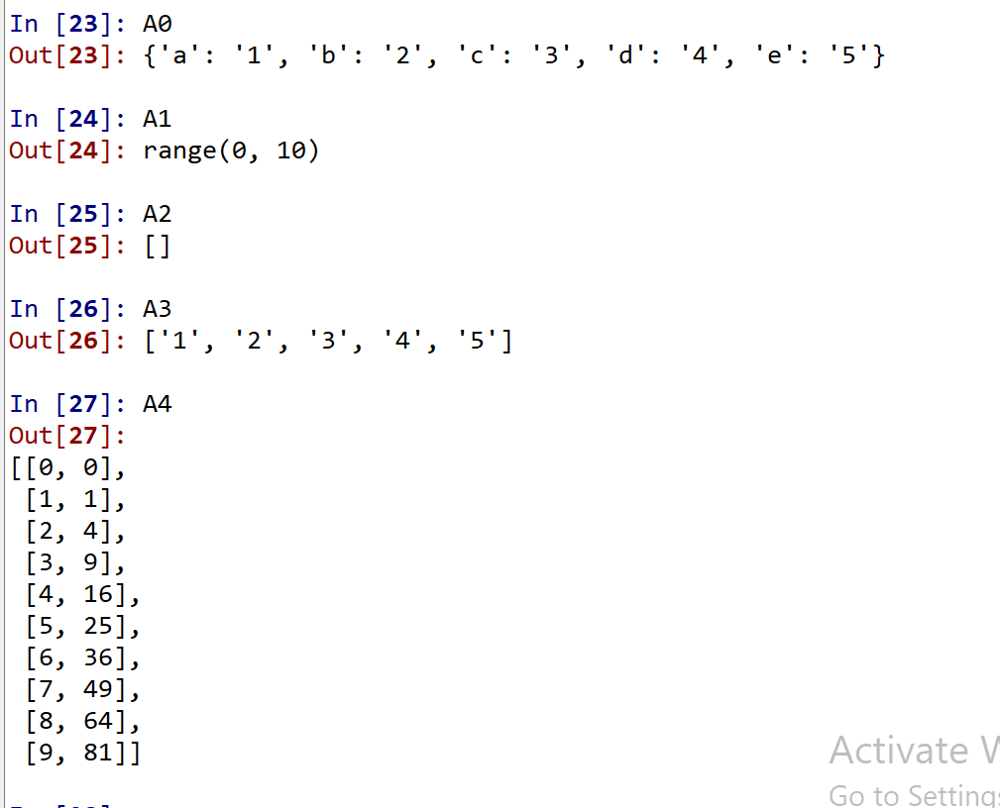 In [23]: A0
Out[23]: {'a': '1', 'b': '2', 'c': '3', 'd': '4', 'e': '5'}
In [24]: A1
Out[24]: range(0, 10)
In [25]: A2
Out[25]: []
In [26]: A3
Out[26]: ['1', '2', '3', '4', '5']
In [27]: A4
Out[27]:
[[0, 0],
[1, 1],
[2, 4],
[3, 9],
[4, 16],
[5, 25],
[6, 36],
[7, 49],
[8, 64],
[9, 81]]
Activate
Go to Settings